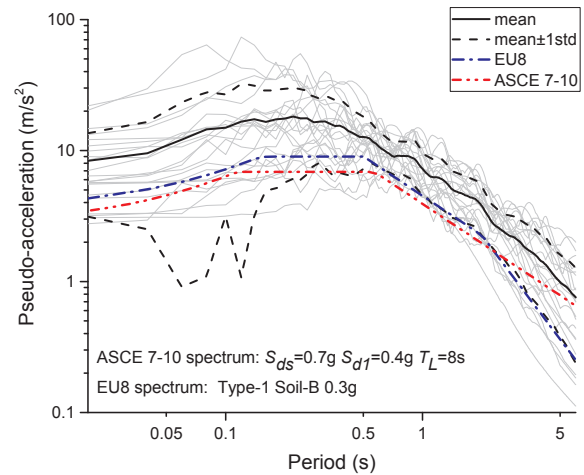 mean
mean±1std
EU8
ASCE 7-10
Pseudo-acceleration (m/s²)
100
10
1
0.1
ASCE 7-10 spectrum: Sds=0.7g Sd1=0.4g TL=8s
EU8 spectrum: Type-1 Soil-B 0.3g
0.05 0.1 0.5 1 5
Period (s)